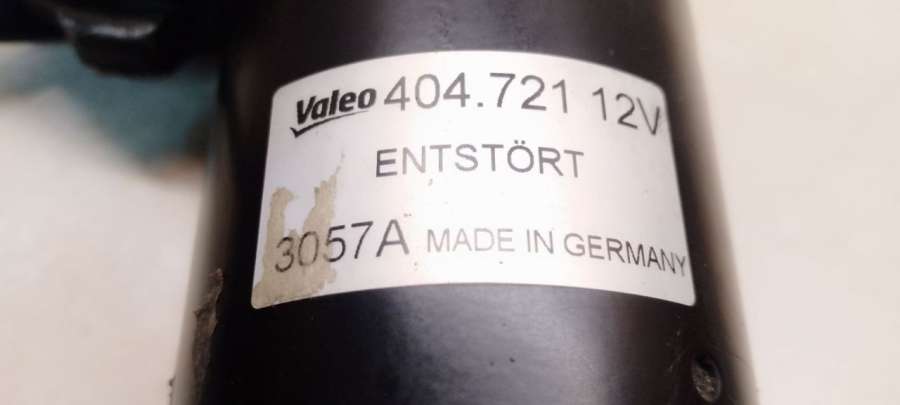 Valeo 404.721 12V
ENTSTÖRT
3057A MADE IN GERMANY